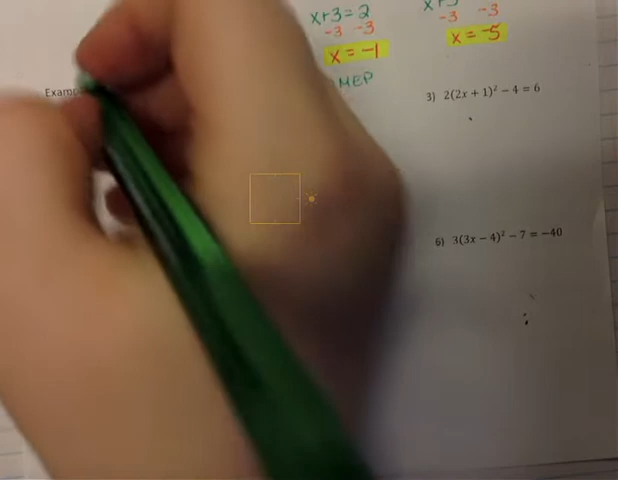 x+3=2
-3 -3
x = -1
-3 -3
x = -5
MEP
3) 2(2x + 1)² − 4 = 6
6) 3(3x − 4)² − 7 = −40